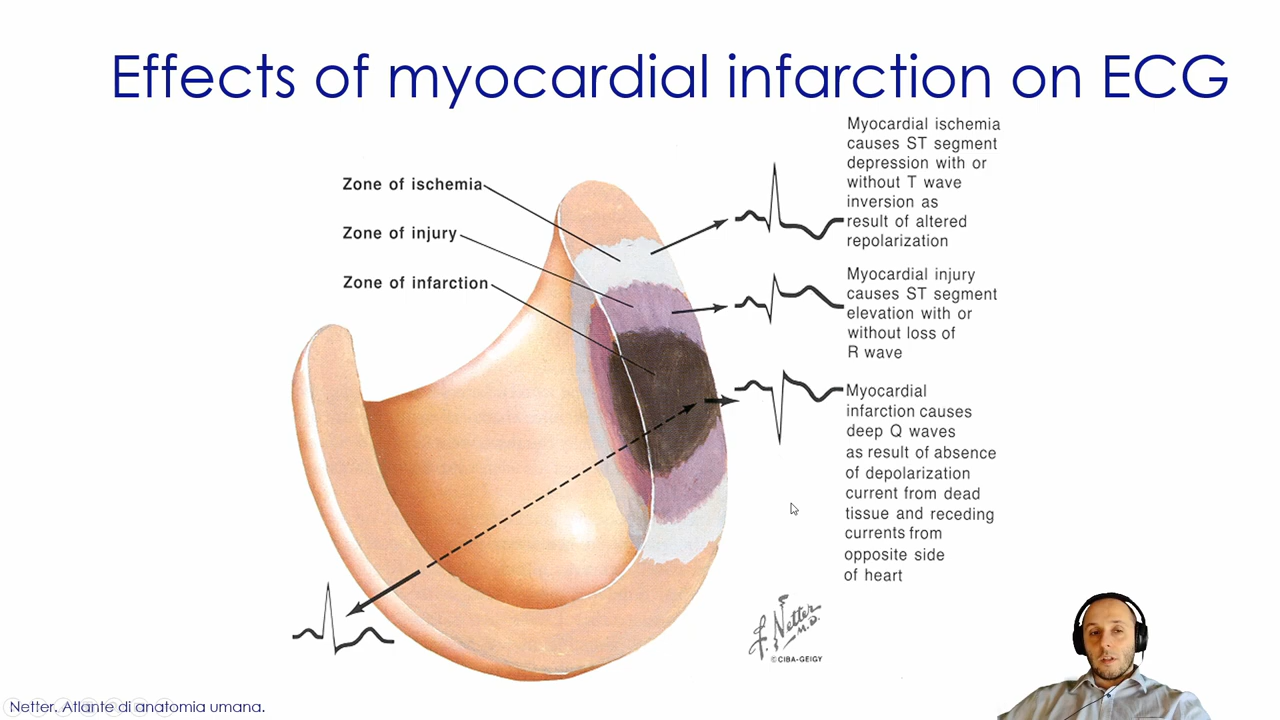 Effects of myocardial infarction on ECG
Zone of ischemia
Zone of injury
Zone of infarction
Myocardial ischemia
causes ST segment
depression with or
without T wave
inversion as
result of altered
repolarization
Myocardial injury
causes ST segment
elevation with or
without loss of
R wave
Myocardial
infarction causes
deep Q waves
as result of absence
of depolarization
current from dead
tissue and receding
currents from
opposite side
of heart
F. Netter
M.D.
©CIBA-GEIGY
Netter. Atlante di anatomia umana.